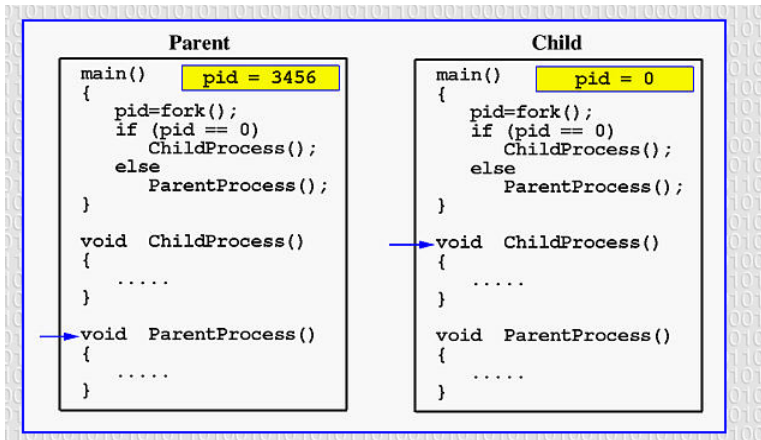 Parent
main()
pid = 3456
{
pid=fork();
if (pid == 0)
ChildProcess();
else
ParentProcess();
}
void ChildProcess()
{
.....
}
void ParentProcess()
{
.....
}
Child
main()
pid = 0
{
pid=fork();
if (pid == 0)
ChildProcess();
else
ParentProcess();
}
void ChildProcess()
{
.....
}
void ParentProcess()
{
.....
}